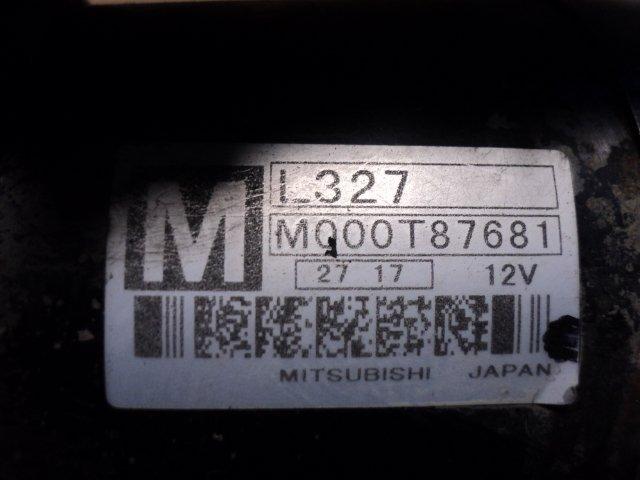 M
L327
M000T87681
27 17
12V
MITSUBISHI JAPAN